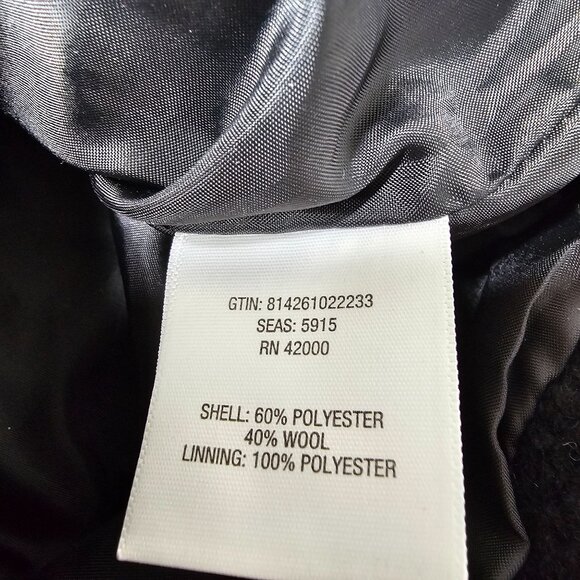 GTIN: 814261022233
SEAS: 5915
RN 42000
SHELL: 60% POLYESTER
40% WOOL
LINNING: 100% POLYESTER